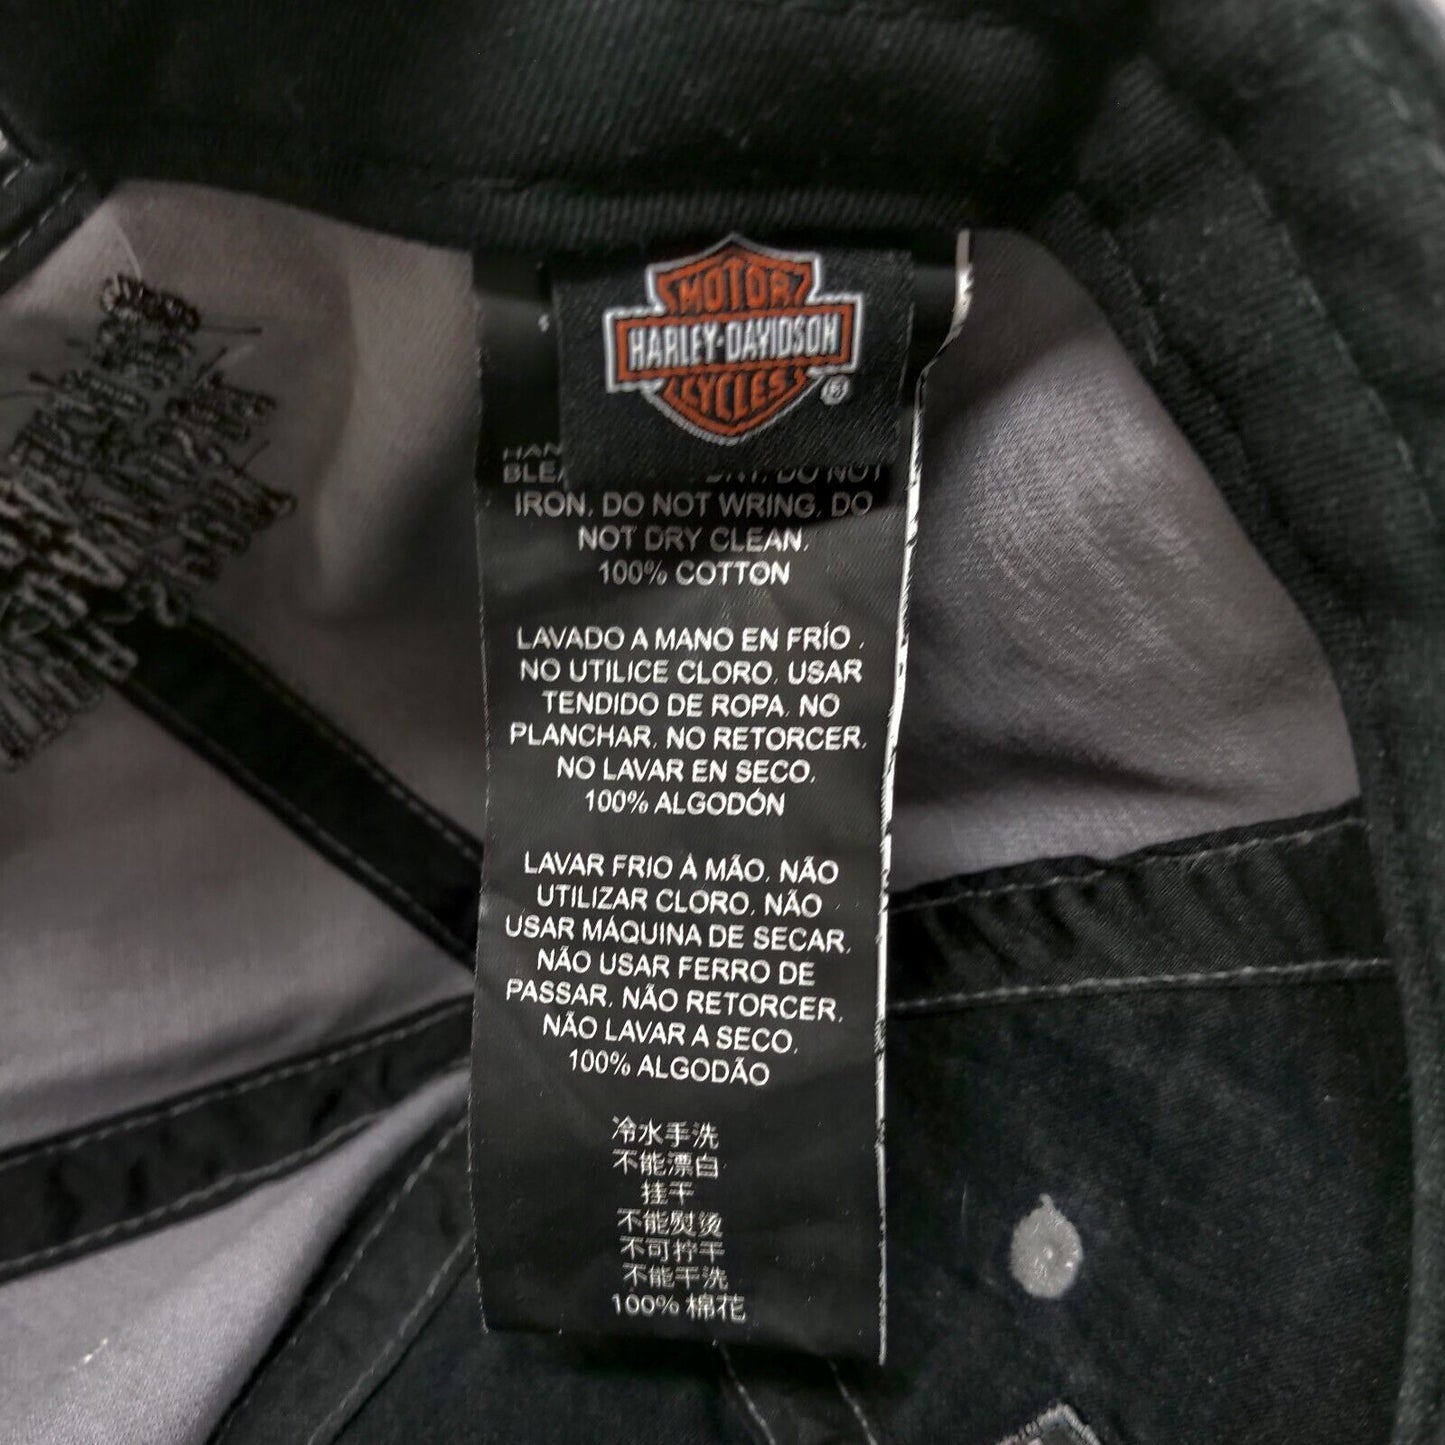 MOTOR
HARLEY-DAVIDSON
CYCLES
®
DO NOT
IRON, DO NOT WRING, DO
NOT DRY CLEAN.
100% COTTON
LAVADO A MANO EN FRÍO .
NO UTILICE CLORO. USAR
TENDIDO DE ROPA. NO
PLANCHAR. NO RETORCER.
NO LAVAR EN SECO.
100% ALGODÓN
LAVAR FRIO À MÃO, NÃO
UTILIZAR CLORO, NÃO
USAR MÁQUINA DE SECAR,
NÃO USAR FERRO DE
PASSAR, NÃO RETORCER,
NÃO LAVAR A SECO.
100% ALGODÃO
冷水手洗
不能漂白
挂干
不能熨烫
不可拧干
不能干洗
100% 棉花